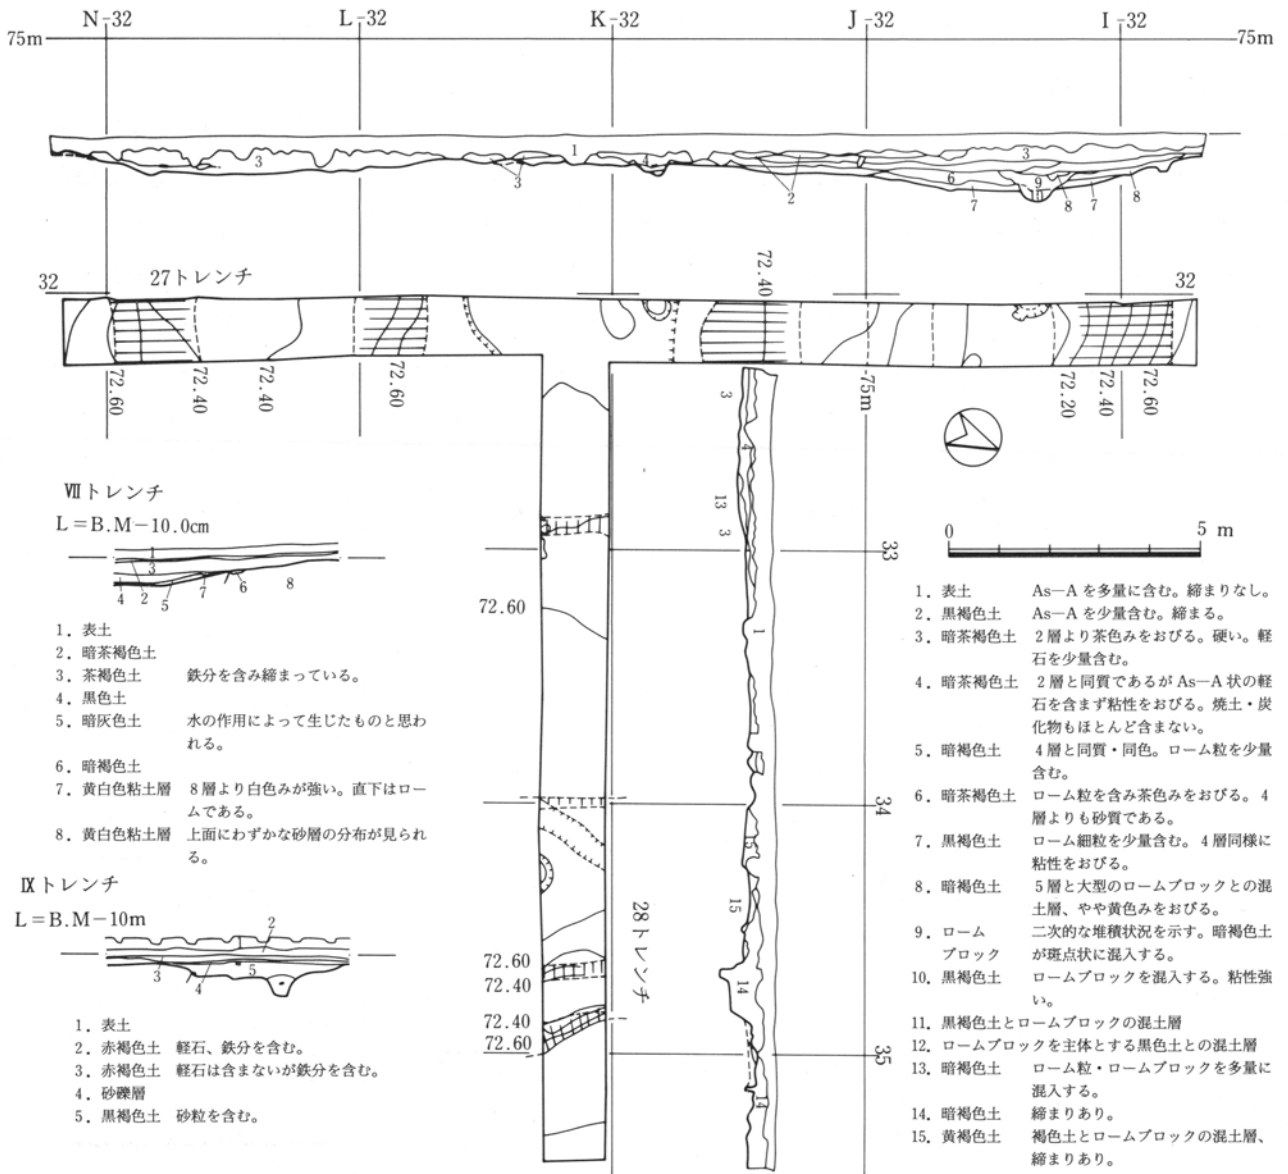 N-32
L-32
K-32
J-32
I-32
75m
75m
1
3
3
4
2
3
6
7
9
8
7
8
32
27トレンチ
72.40
32
72.60
72.40
72.40
72.60
75m
72.20
72.40
72.60
3
4
13
3
33
72.60
1
34
15
15
28トレンチ
14
72.60
72.40
72.40
72.60
35
14
0
5 m
Ⅶトレンチ
L=B.M−10.0cm
1
3
4
2
5
7
6
8
1. 表土
2. 暗茶褐色土
3. 茶褐色土 鉄分を含み締まっている。
4. 黒色土
5. 暗灰色土 水の作用によって生じたものと思わ
れる。
6. 暗褐色土
7. 黄白色粘土層 8層より白色みが強い。直下はロー
ムである。
8. 黄白色粘土層 上面にわずかな砂層の分布が見られ
る。
Ⅸトレンチ
L=B.M−10m
2
3
4
5
1. 表土
2. 赤褐色土 軽石、鉄分を含む。
3. 赤褐色土 軽石は含まないが鉄分を含む。
4. 砂礫層
5. 黒褐色土 砂粒を含む。
1. 表土 As—Aを多量に含む。締まりなし。
2. 黒褐色土 As—Aを少量含む。締まる。
3. 暗茶褐色土 2層より茶色みをおびる。硬い。軽
石を少量含む。
4. 暗茶褐色土 2層と同質であるがAs—A状の軽
石を含まず粘性をおびる。焼土・炭
化物もほとんど含まない。
5. 暗褐色土 4層と同質・同色。ローム粒を少量
含む。
6. 暗茶褐色土 ローム粒を含み茶色みをおびる。4
層よりも砂質である。
7. 黒褐色土 ローム細粒を少量含む。4層同様に
粘性をおびる。
8. 暗褐色土 5層と大型のロームブロックとの混
土層、やや黄色みをおびる。
9. ローム 二次的な堆積状況を示す。暗褐色土
ブロック が斑点状に混入する。
10. 黒褐色土 ロームブロックを混入する。粘性強
い。
11. 黒褐色土とロームブロックの混土層
12. ロームブロックを主体とする黒色土との混土層
13. 暗褐色土 ローム粒・ロームブロックを多量に
混入する。
14. 暗褐色土 締まりあり。
15. 黄褐色土 褐色土とロームブロックの混土層、
締まりあり。